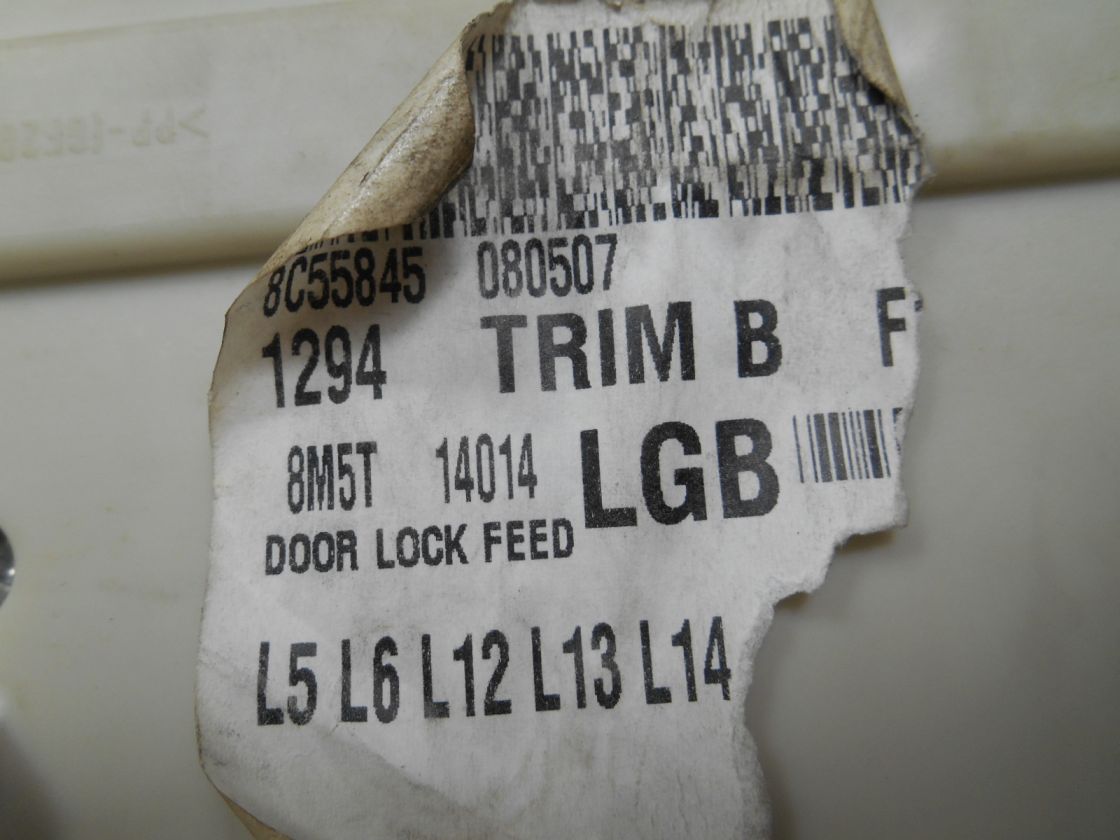 8C55845 080507
1294 TRIM B F
8M5T 14014 LGB
DOOR LOCK FEED
L5 L6 L12 L13 L14